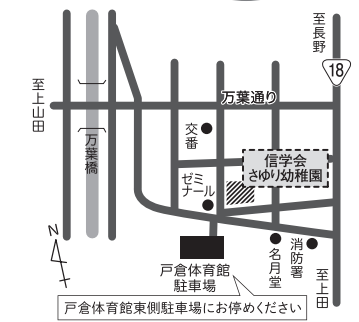 至長野
18
至上山田
万葉通り
万葉橋
交番
信学会
さゆり幼稚園
ゼミ
ナール
N
戸倉体育館
駐車場
名月堂
消防署
至上田
戸倉体育館東側駐車場にお停めください